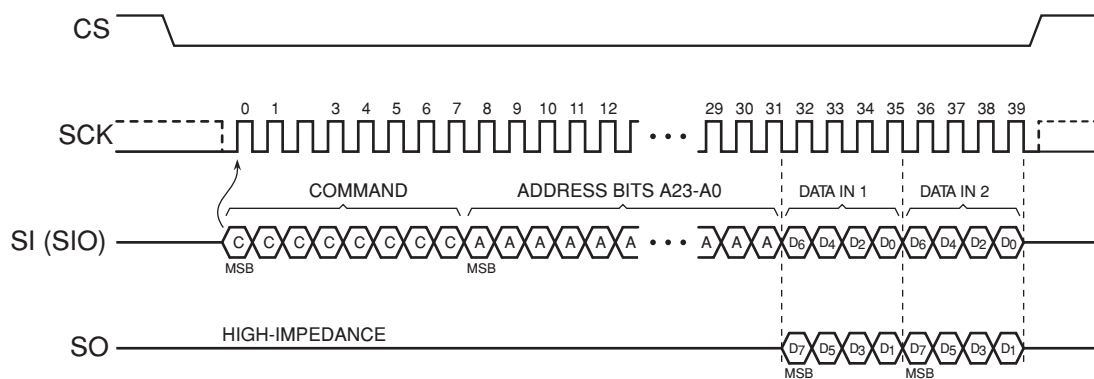 CS
0 1 3 4 5 6 7 8 9 10 11 12 29 30 31 32 33 34 35 36 37 38 39
SCK
COMMAND ADDRESS BITS A23-A0 DATA IN 1 DATA IN 2
SI (SIO) C C C C C C C C A A A A A A A A A D6 D4 D2 D0 D6 D4 D2 D0
MSB MSB
HIGH-IMPEDANCE
SO D7 D5 D3 D1 D7 D5 D3 D1
MSB MSB